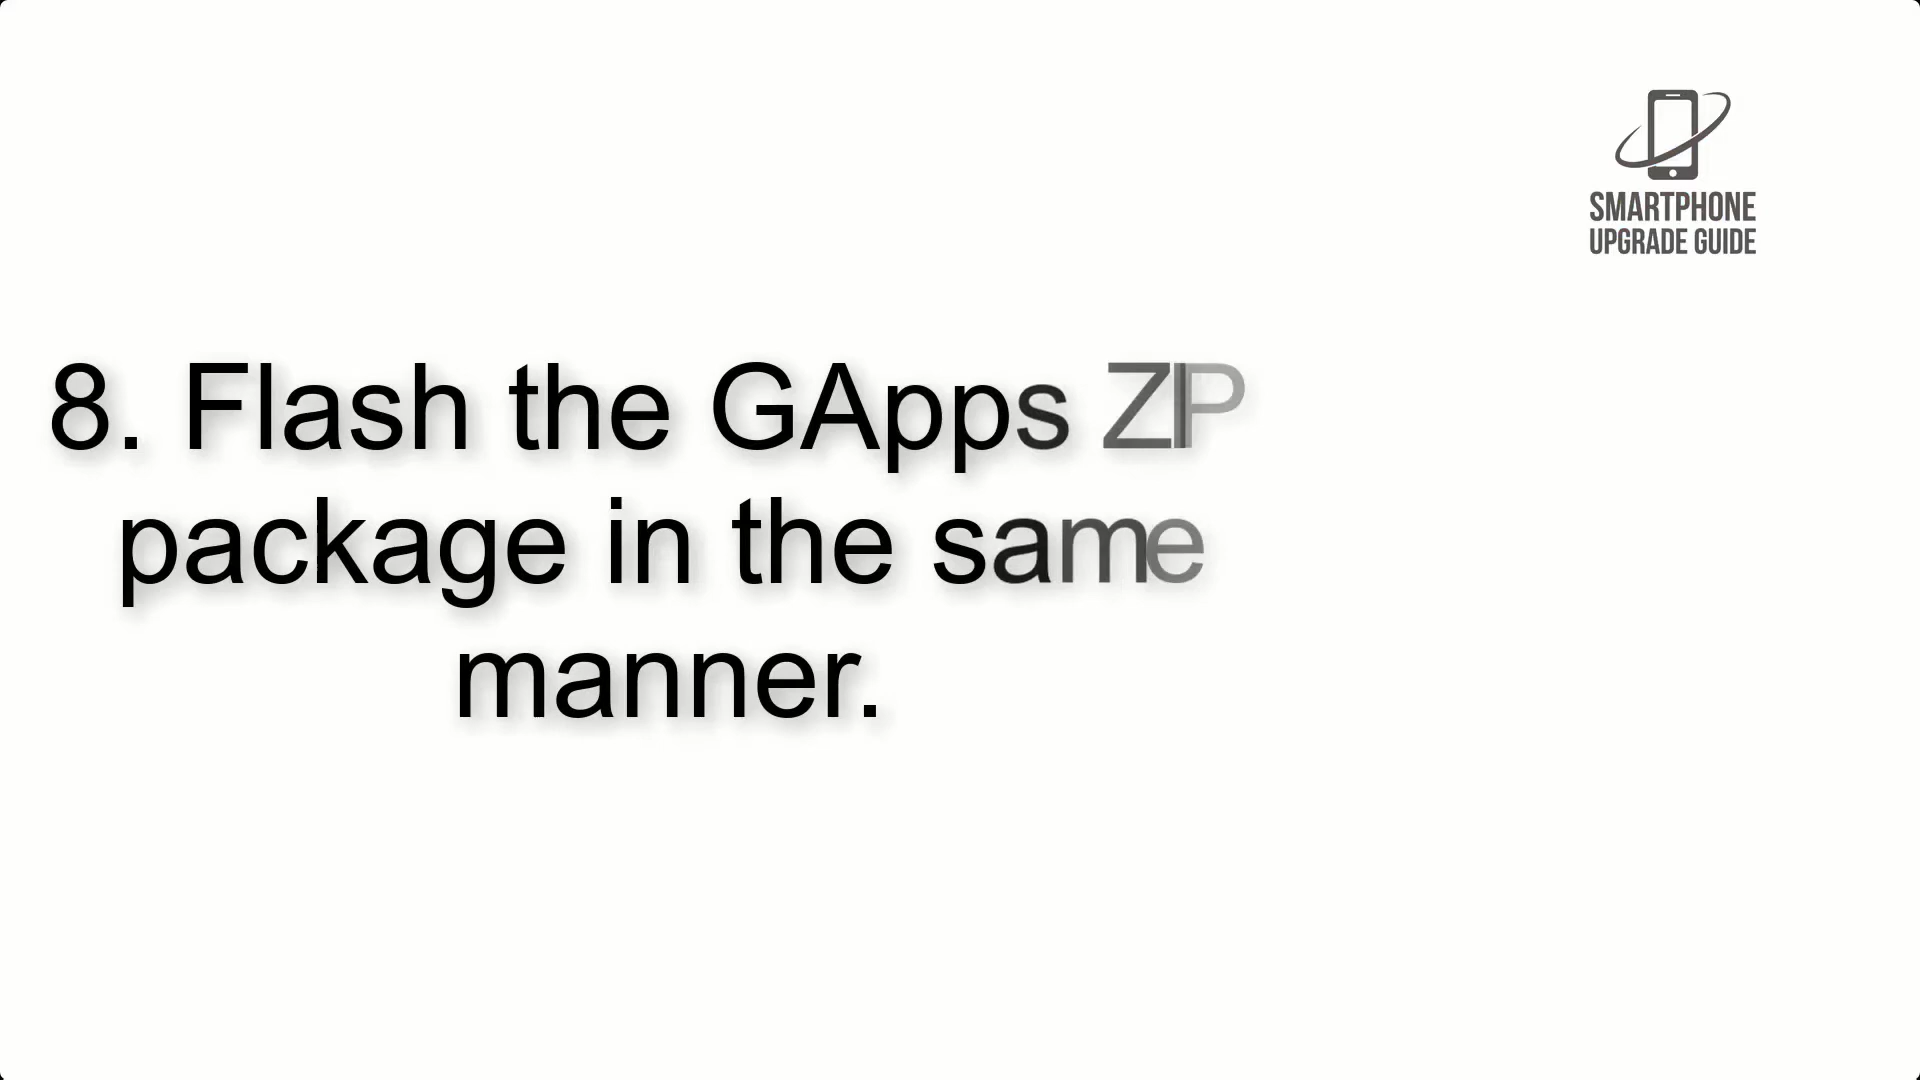 SMARTPHONE
UPGRADE GUIDE
8. Flash the GApps ZIP
package in the same
manner.